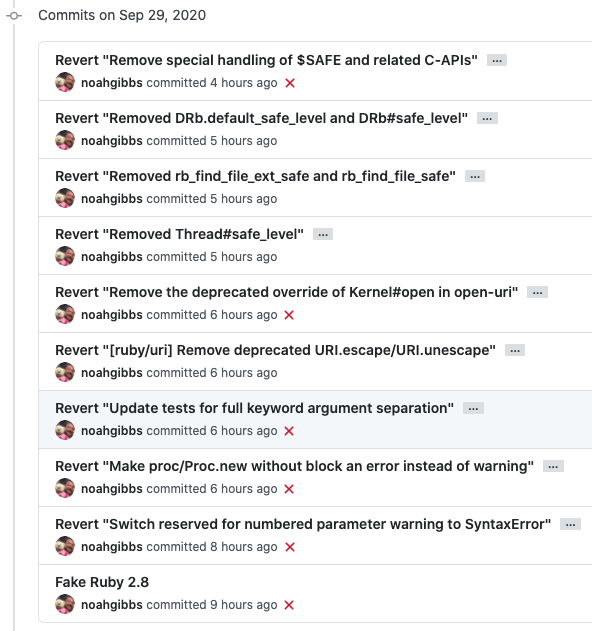 Commits on Sep 29, 2020
Revert "Remove special handling of $SAFE and related C-APIs" ...
noahgibbs committed 4 hours ago ×
Revert "Removed DRb.default_safe_level and DRb#safe_level" ...
noahgibbs committed 5 hours ago
Revert "Removed rb_find_file_ext_safe and rb_find_file_safe" ...
noahgibbs committed 5 hours ago
Revert "Removed Thread#safe_level" ...
noahgibbs committed 5 hours ago
Revert "Remove the deprecated override of Kernel#open in open-uri" ...
noahgibbs committed 6 hours ago ×
Revert "[ruby/uri] Remove deprecated URI.escape/URI.unescape" ...
noahgibbs committed 6 hours ago
Revert "Update tests for full keyword argument separation" ...
noahgibbs committed 6 hours ago ×
Revert "Make proc/Proc.new without block an error instead of warning" ...
noahgibbs committed 6 hours ago ×
Revert "Switch reserved for numbered parameter warning to SyntaxError" ...
noahgibbs committed 8 hours ago ×
Fake Ruby 2.8
noahgibbs committed 9 hours ago ×